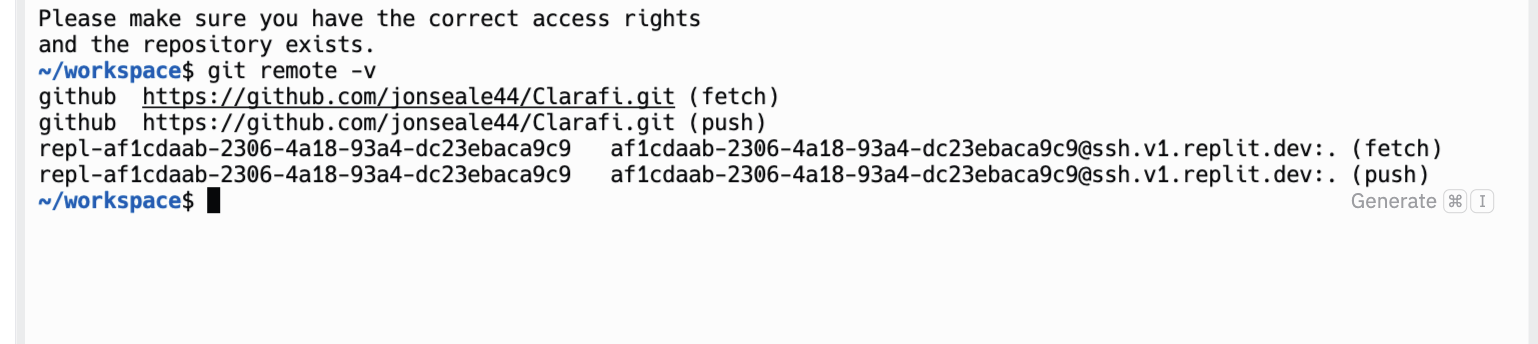 Please make sure you have the correct access rights
and the repository exists.
~/workspace$ git remote -v
github  https://github.com/jonseale44/Clarafi.git (fetch)
github  https://github.com/jonseale44/Clarafi.git (push)
repl-af1cdaab-2306-4a18-93a4-dc23ebaca9c9   af1cdaab-2306-4a18-93a4-dc23ebaca9c9@ssh.v1.replit.dev:. (fetch)
repl-af1cdaab-2306-4a18-93a4-dc23ebaca9c9   af1cdaab-2306-4a18-93a4-dc23ebaca9c9@ssh.v1.replit.dev:. (push)
~/workspace$
Generate ⌘ I